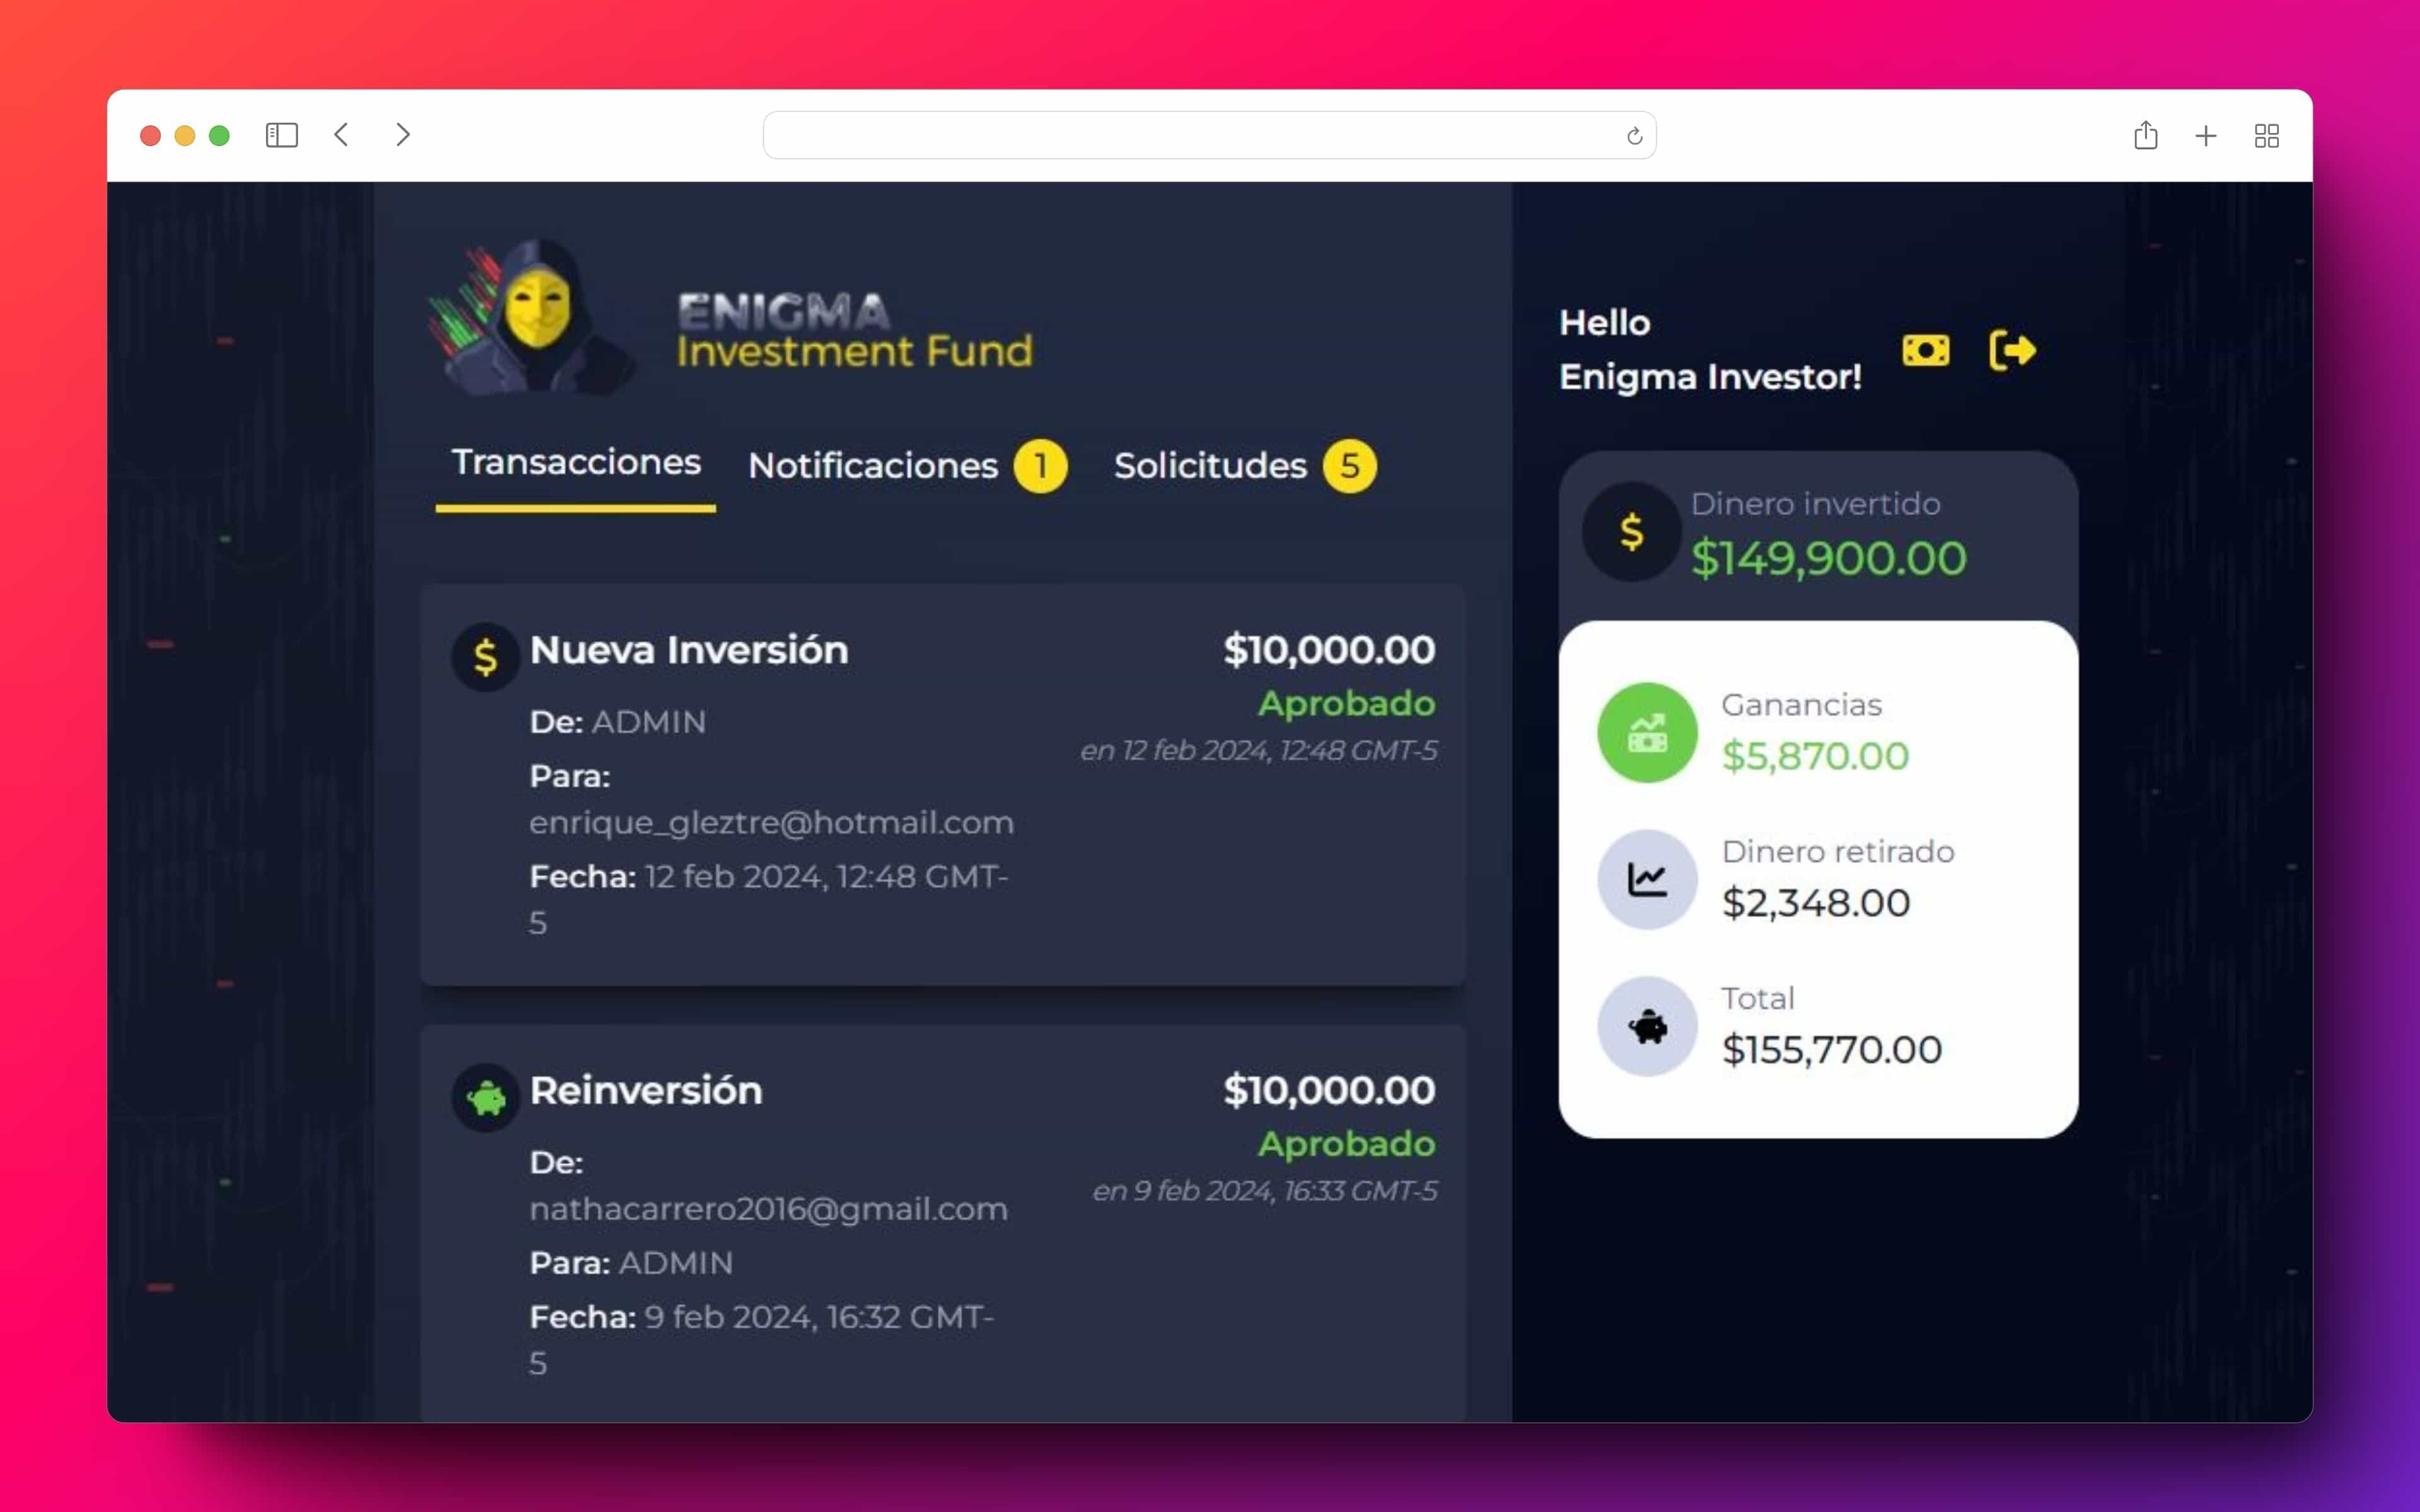 ENIGMA
Investment Fund
Transacciones
Notificaciones 1
Solicitudes 5
Nueva Inversión
$10,000.00
De: ADMIN
Aprobado
en 12 feb 2024, 12:48 GMT-5
Para:
enrique_gleztre@hotmail.com
Fecha: 12 feb 2024, 12:48 GMT-
5
Reinversión
$10,000.00
Aprobado
De:
nathacarrero2016@gmail.com
en 9 feb 2024, 16:33 GMT-5
Para: ADMIN
Fecha: 9 feb 2024, 16:32 GMT-
5
Hello
Enigma Investor!
$
Dinero invertido
$149,900.00
Ganancias
$5,870.00
Dinero retirado
$2,348.00
Total
$155,770.00